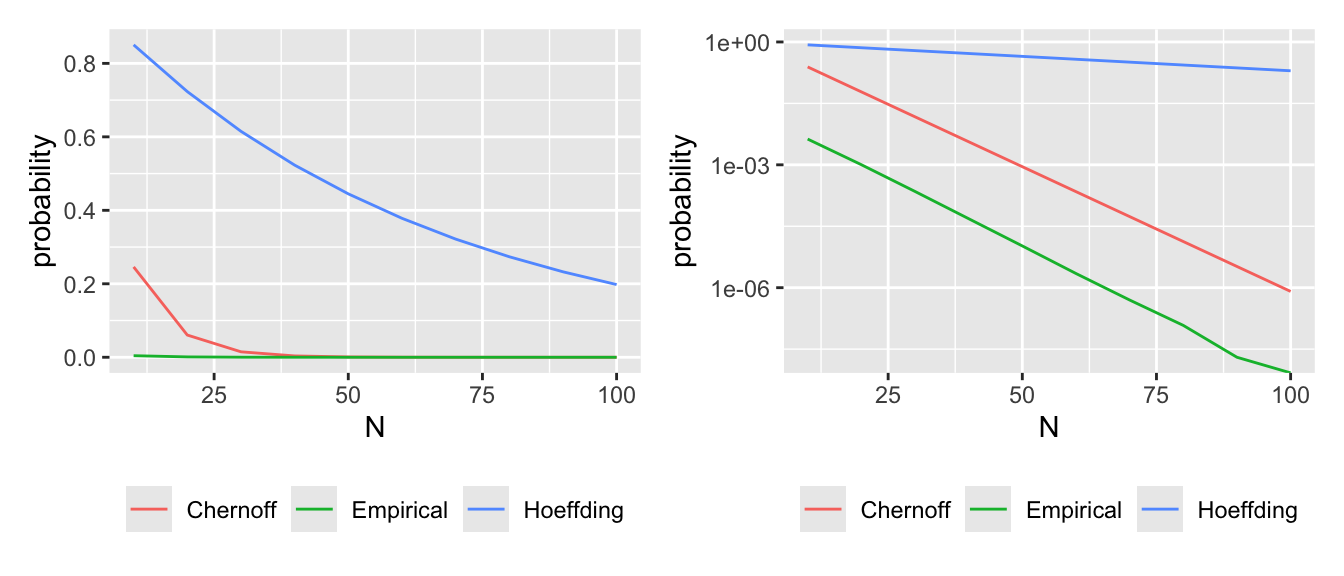 probability
0.8
0.6
0.4
0.2
0.0
25 50 75 100
N
Chernoff Empirical Hoeffding
probability
1e+00
1e-03
1e-06
25 50 75 100
N
Chernoff Empirical Hoeffding